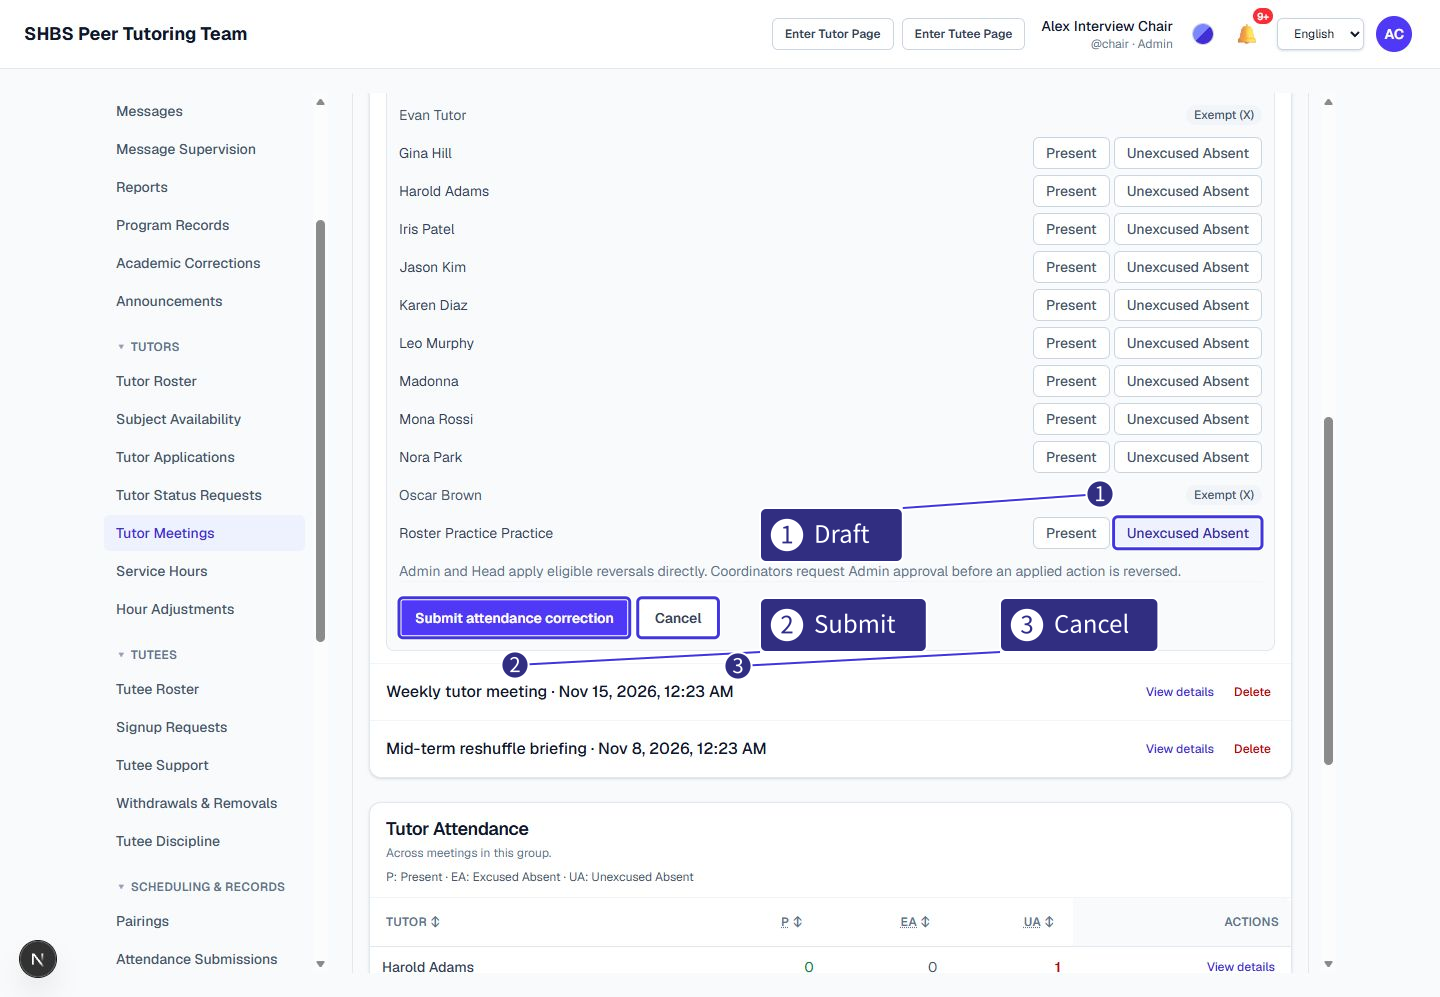 SHBS Peer Tutoring Team
Enter Tutor Page
Enter Tutee Page
Alex Interview Chair
@chair · Admin
9+
English
AC
Messages
Message Supervision
Reports
Program Records
Academic Corrections
Announcements
TUTORS
Tutor Roster
Subject Availability
Tutor Applications
Tutor Status Requests
Tutor Meetings
Service Hours
Hour Adjustments
TUTEES
Tutee Roster
Signup Requests
Tutee Support
Withdrawals & Removals
Tutee Discipline
SCHEDULING & RECORDS
Pairings
Attendance Submissions
N
Evan Tutor Exempt (X)
Gina Hill Present Unexcused Absent
Harold Adams Present Unexcused Absent
Iris Patel Present Unexcused Absent
Jason Kim Present Unexcused Absent
Karen Diaz Present Unexcused Absent
Leo Murphy Present Unexcused Absent
Madonna Present Unexcused Absent
Mona Rossi Present Unexcused Absent
Nora Park Present Unexcused Absent
Oscar Brown 1 Exempt (X)
Roster Practice Practice 1 Draft Present Unexcused Absent
Admin and Head apply eligible reversals directly. Coordinators request Admin approval before an applied action is reversed.
Submit attendance correction Cancel 2 Submit 3 Cancel
2 3
Weekly tutor meeting · Nov 15, 2026, 12:23 AM View details Delete
Mid-term reshuffle briefing · Nov 8, 2026, 12:23 AM View details Delete
Tutor Attendance
Across meetings in this group.
P: Present · EA: Excused Absent · UA: Unexcused Absent
TUTOR P EA UA ACTIONS
Harold Adams 0 0 1 View details